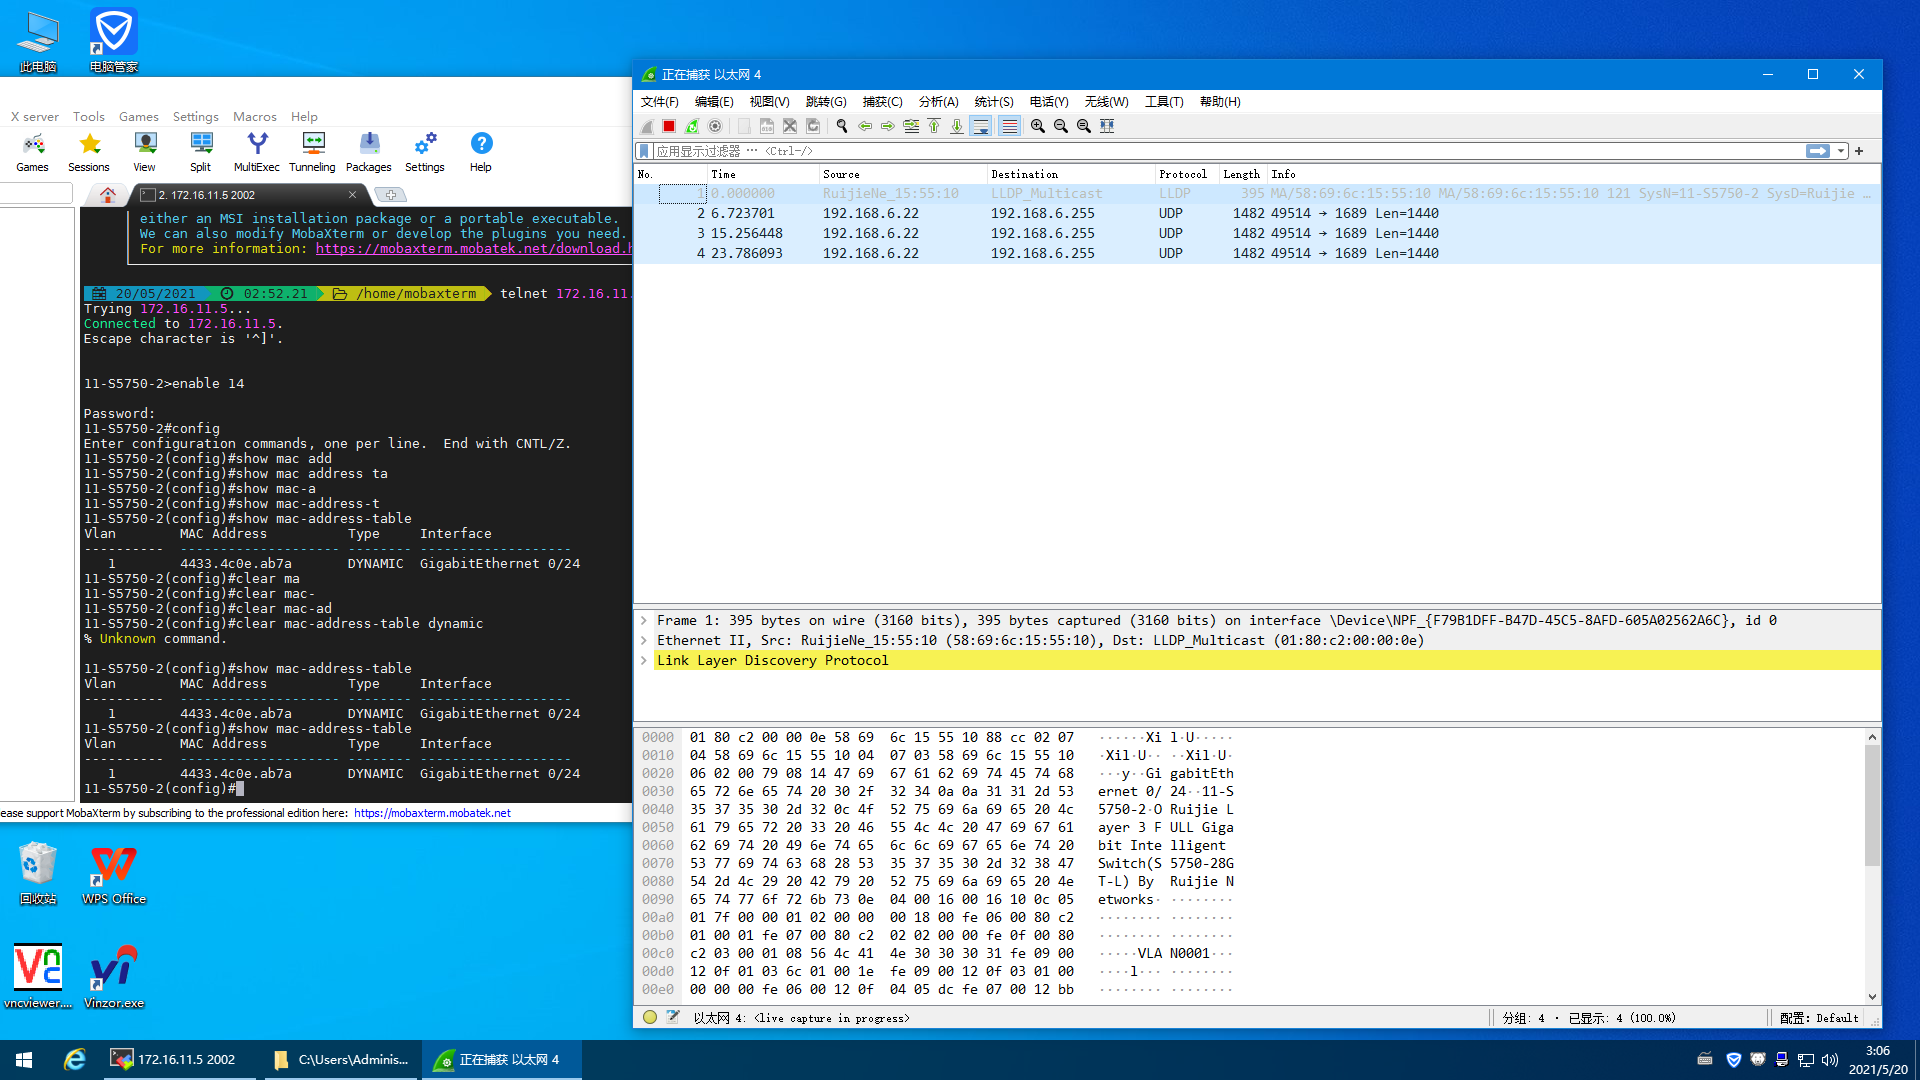 此电脑
电脑管家
X server Tools Games Settings Macros Help
Games Sessions View Split MultiExec Tunneling Packages Settings Help
2. 172.16.11.5 2002
either an MSI installation package or a portable executable.
We can also modify MobaXterm or develop the plugins you need.
For more information: https://mobaxterm.mobatek.net/download.h
20/05/2021 02:52.21 /home/mobaxterm telnet 172.16.11.
Trying 172.16.11.5...
Connected to 172.16.11.5.
Escape character is '^]'.
11-S5750-2>enable 14
Password:
11-S5750-2#config
Enter configuration commands, one per line. End with CNTL/Z.
11-S5750-2(config)#show mac add
11-S5750-2(config)#show mac address ta
11-S5750-2(config)#show mac-a
11-S5750-2(config)#show mac-address-t
11-S5750-2(config)#show mac-address-table
Vlan MAC Address Type Interface
---------- -------------------- -------- -------------------
1 4433.4c0e.ab7a DYNAMIC GigabitEthernet 0/24
11-S5750-2(config)#clear ma
11-S5750-2(config)#clear mac-
11-S5750-2(config)#clear mac-ad
11-S5750-2(config)#clear mac-address-table dynamic
% Unknown command.
11-S5750-2(config)#show mac-address-table
Vlan MAC Address Type Interface
---------- -------------------- -------- -------------------
1 4433.4c0e.ab7a DYNAMIC GigabitEthernet 0/24
11-S5750-2(config)#show mac-address-table
Vlan MAC Address Type Interface
---------- -------------------- -------- -------------------
1 4433.4c0e.ab7a DYNAMIC GigabitEthernet 0/24
11-S5750-2(config)#
ease support MobaXterm by subscribing to the professional edition here: https://mobaxterm.mobatek.net
回收站
WPS Office
vncviewer....
Vinzor.exe
正在捕获 以太网 4
文件(F) 编辑(E) 视图(V) 跳转(G) 捕获(C) 分析(A) 统计(S) 电话(Y) 无线(W) 工具(T) 帮助(H)
应用显示过滤器 … <Ctrl-/>
No. Time Source Destination Protocol Length Info
1 0.000000 RuijieNe_15:55:10 LLDP_Multicast LLDP 395 MA/58:69:6c:15:55:10 MA/58:69:6c:15:55:10 121 SysN=11-S5750-2 SysD=Ruijie …
2 6.723701 192.168.6.22 192.168.6.255 UDP 1482 49514 → 1689 Len=1440
3 15.256448 192.168.6.22 192.168.6.255 UDP 1482 49514 → 1689 Len=1440
4 23.786093 192.168.6.22 192.168.6.255 UDP 1482 49514 → 1689 Len=1440
Frame 1: 395 bytes on wire (3160 bits), 395 bytes captured (3160 bits) on interface \Device\NPF_{F79B1DFF-B47D-45C5-8AFD-605A02562A6C}, id 0
Ethernet II, Src: RuijieNe_15:55:10 (58:69:6c:15:55:10), Dst: LLDP_Multicast (01:80:c2:00:00:0e)
Link Layer Discovery Protocol
0000 01 80 c2 00 00 0e 58 69 6c 15 55 10 88 cc 02 07 ······Xi l·U·····
0010 04 58 69 6c 15 55 10 04 07 03 58 69 6c 15 55 10 ·Xil·U·· ··Xil·U·
0020 06 02 00 79 08 14 47 69 67 61 62 69 74 45 74 68 ···y··Gi gabitEth
0030 65 72 6e 65 74 20 30 2f 32 34 0a 0a 31 31 2d 53 ernet 0/ 24··11-S
0040 35 37 35 30 2d 32 0c 4f 52 75 69 6a 69 65 20 4c 5750-2·O Ruijie L
0050 61 79 65 72 20 33 20 46 55 4c 4c 20 47 69 67 61 ayer 3 F ULL Giga
0060 62 69 74 20 49 6e 74 65 6c 6c 69 67 65 6e 74 20 bit Inte lligent
0070 53 77 69 74 63 68 28 53 35 37 35 30 2d 32 38 47 Switch(S 5750-28G
0080 54 2d 4c 29 20 42 79 20 52 75 69 6a 69 65 20 4e T-L) By Ruijie N
0090 65 74 77 6f 72 6b 73 0e 04 00 16 00 16 10 0c 05 etworks· ········
00a0 01 7f 00 00 01 02 00 00 00 18 00 fe 06 00 80 c2 ········ ········
00b0 01 00 01 fe 07 00 80 c2 02 02 00 00 fe 0f 00 80 ········ ········
00c0 c2 03 00 01 08 56 4c 41 4e 30 30 30 31 fe 09 00 ·····VLA N0001···
00d0 12 0f 01 03 6c 01 00 1e fe 09 00 12 0f 03 01 00 ····l··· ········
00e0 00 00 00 fe 06 00 12 0f 04 05 dc fe 07 00 12 bb ········ ········
以太网 4: <live capture in progress>
分组: 4 · 已显示: 4 (100.0%)
配置: Default
172.16.11.5 2002
C:\Users\Adminis...
正在捕获 以太网 4
3:06
2021/5/20